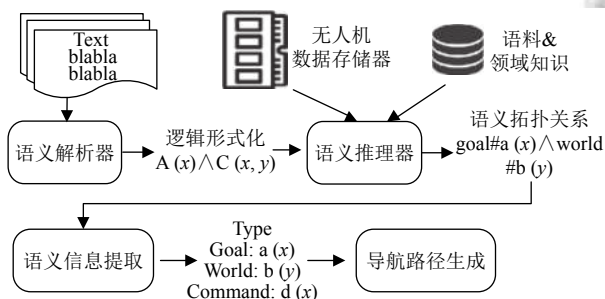 Text
blabla
blabla
无人机
数据存储器
语料&
领域知识
语义解析器
逻辑形式化
A (x)∧C (x, y)
语义推理器
语义拓扑关系
goal#a (x)∧world
#b (y)
语义信息提取
Type
Goal: a (x)
World: b (y)
Command: d (x)
导航路径生成